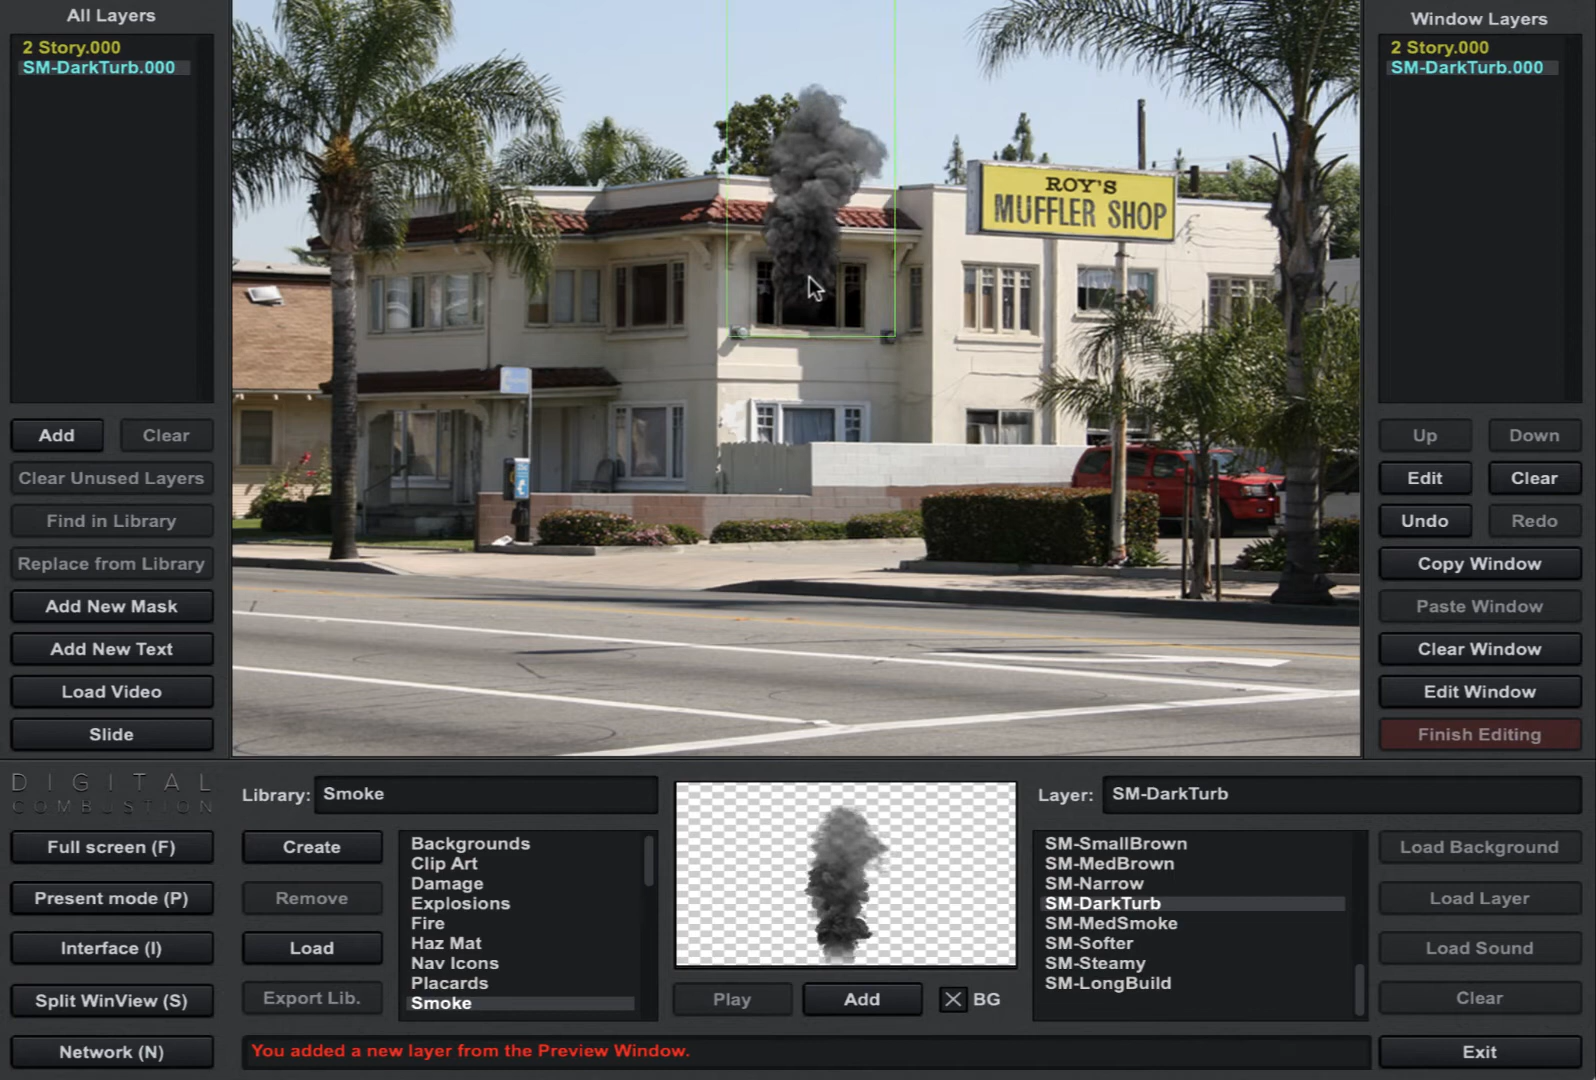 All Layers
2 Story.000
SM-DarkTurb.000
Add
Clear
Clear Unused Layers
Find in Library
Replace from Library
Add New Mask
Add New Text
Load Video
Slide
ROY'S
MUFFLER SHOP
Window Layers
2 Story.000
SM-DarkTurb.000
Up
Down
Edit
Clear
Undo
Redo
Copy Window
Paste Window
Clear Window
Edit Window
Finish Editing
DIGITAL
COMBUSTION
Full screen (F)
Present mode (P)
Interface (I)
Split WinView (S)
Network (N)
Library: Smoke
Create
Remove
Load
Export Lib.
Backgrounds
Clip Art
Damage
Explosions
Fire
Haz Mat
Nav Icons
Placards
Smoke
Play
Add
BG
Layer: SM-DarkTurb
SM-SmallBrown
SM-MedBrown
SM-Narrow
SM-DarkTurb
SM-MedSmoke
SM-Softer
SM-Steamy
SM-LongBuild
Load Background
Load Layer
Load Sound
Clear
You added a new layer from the Preview Window.
Exit